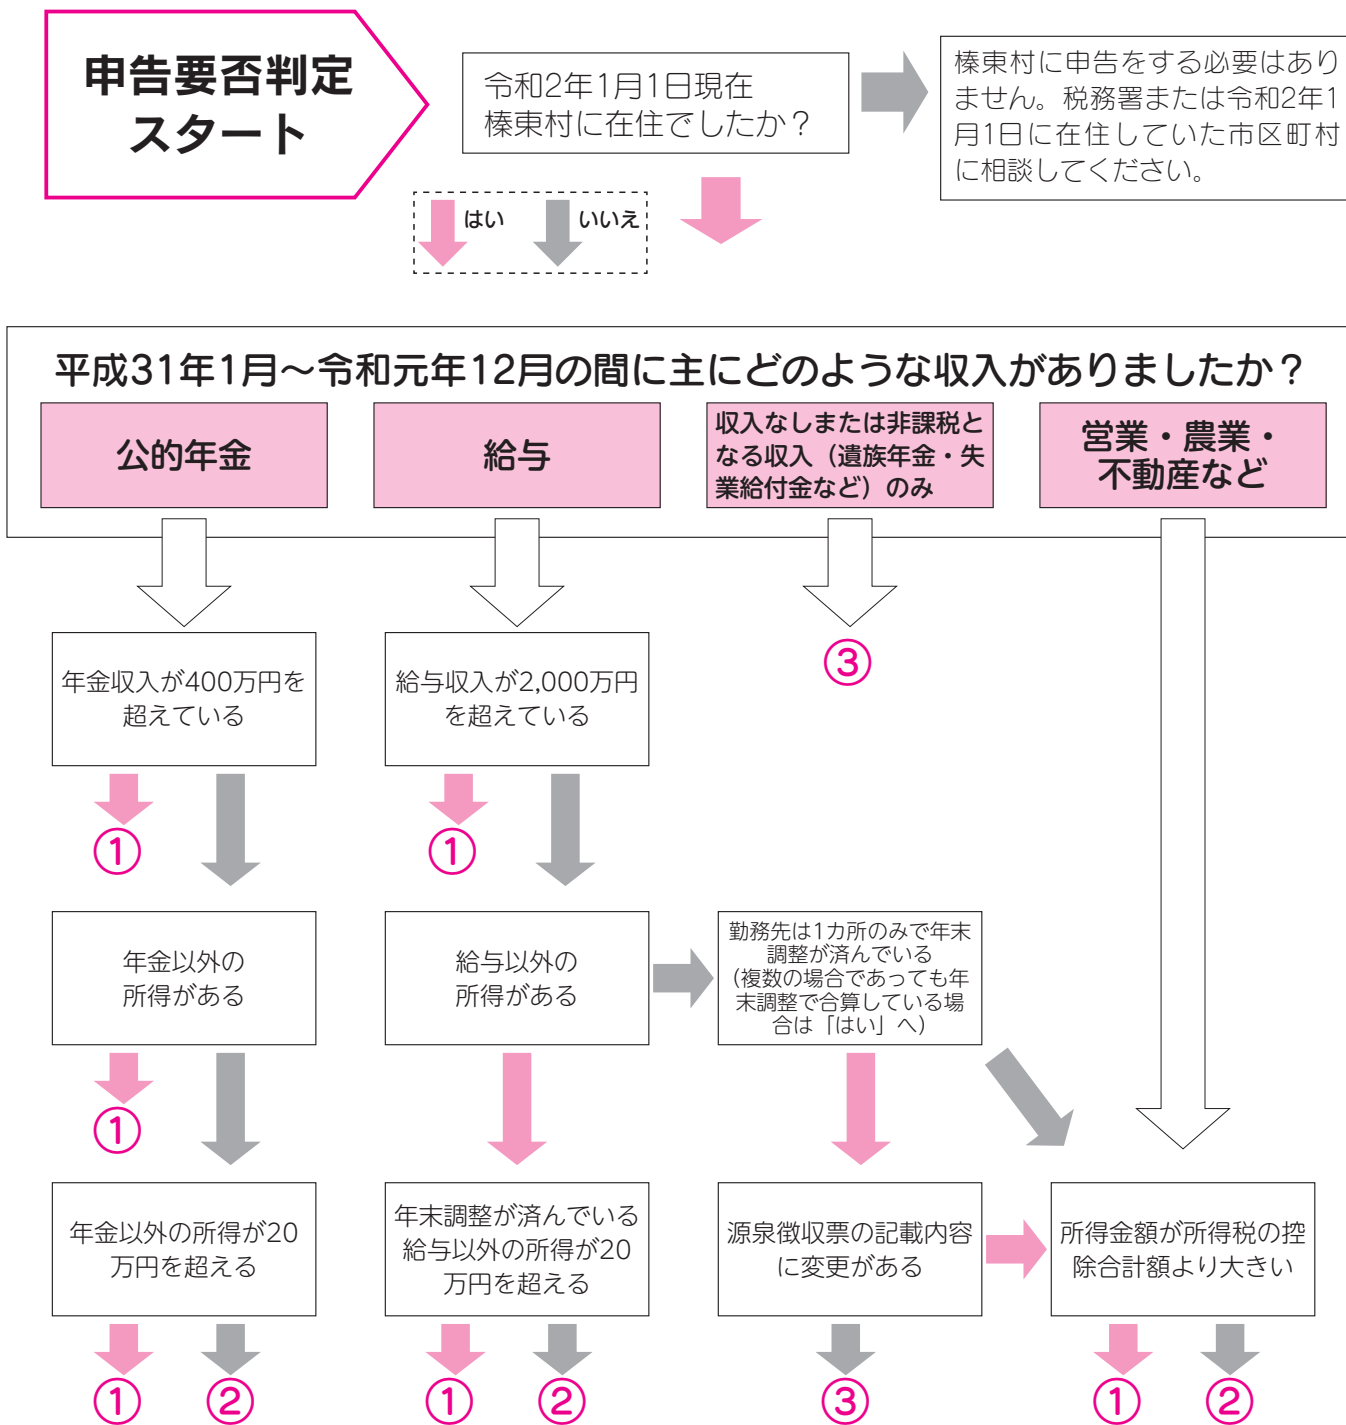 申告要否判定
スタート
令和2年1月1日現在
榛東村に在住でしたか？
榛東村に申告をする必要はあり
ません。税務署または令和2年1
月1日に在住していた市区町村
に相談してください。
はい
いいえ
平成31年1月～令和元年12月の間に主にどのような収入がありましたか？
公的年金
給与
収入なしまたは非課税と
なる収入（遺族年金・失
業給付金など）のみ
営業・農業・
不動産など
年金収入が400万円を
超えている
給与収入が2,000万円
を超えている
③
①
①
年金以外の
所得がある
給与以外の
所得がある
勤務先は1カ所のみで年末
調整が済んでいる
（複数の場合であっても年
末調整で合算している場
合は「はい」へ）
①
年金以外の所得が20
万円を超える
年末調整が済んでいる
給与以外の所得が20
万円を超える
源泉徴収票の記載内容
に変更がある
所得金額が所得税の控
除合計額より大きい
①
②
①
②
③
①
②